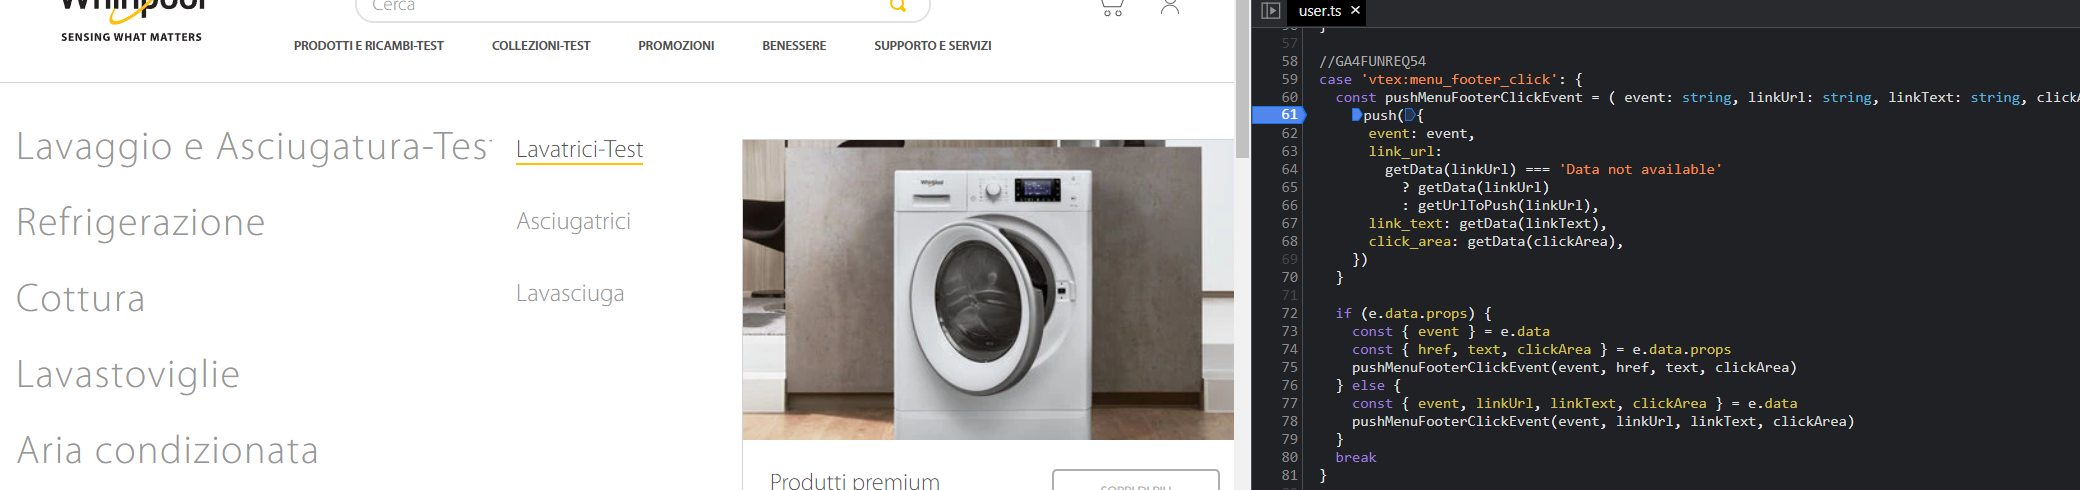 Whirlpool
SENSING WHAT MATTERS
Cerca
PRODOTTI E RICAMBI-TEST COLLEZIONI-TEST PROMOZIONI BENESSERE SUPPORTO E SERVIZI
Lavaggio e Asciugatura-Test
Refrigerazione
Cottura
Lavastoviglie
Aria condizionata
Lavatrici-Test
Asciugatrici
Lavasciuga
Whirlpool
Produtti premium
SCOPRI DI PIÙ
user.ts ×
56 }
57
58 //GA4FUNREQ54
59 case 'vtex:menu_footer_click': {
60 const pushMenuFooterClickEvent = ( event: string, linkUrl: string, linkText: string, clickA
61 push({
62 event: event,
63 link_url:
64 getData(linkUrl) === 'Data not available'
65 ? getData(linkUrl)
66 : getUrlToPush(linkUrl),
67 link_text: getData(linkText),
68 click_area: getData(clickArea),
69 })
70 }
71
72 if (e.data.props) {
73 const { event } = e.data
74 const { href, text, clickArea } = e.data.props
75 pushMenuFooterClickEvent(event, href, text, clickArea)
76 } else {
77 const { event, linkUrl, linkText, clickArea } = e.data
78 pushMenuFooterClickEvent(event, linkUrl, linkText, clickArea)
79 }
80 break
81 }